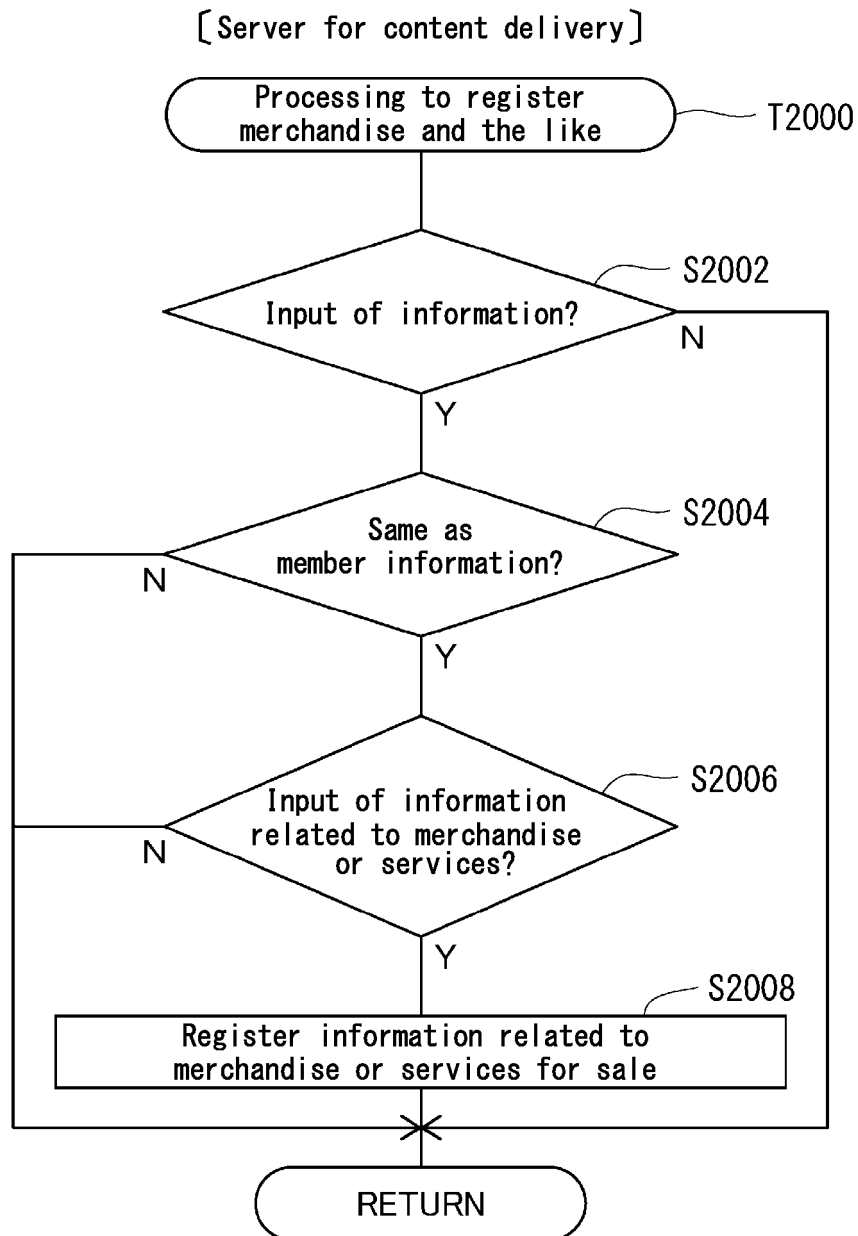 [Server for content delivery]
Processing to register
merchandise and the like
T2000
S2002
Input of information?
N
Y
S2004
Same as
member information?
N
Y
S2006
Input of information
related to merchandise
or services?
N
Y
S2008
Register information related to
merchandise or services for sale
RETURN